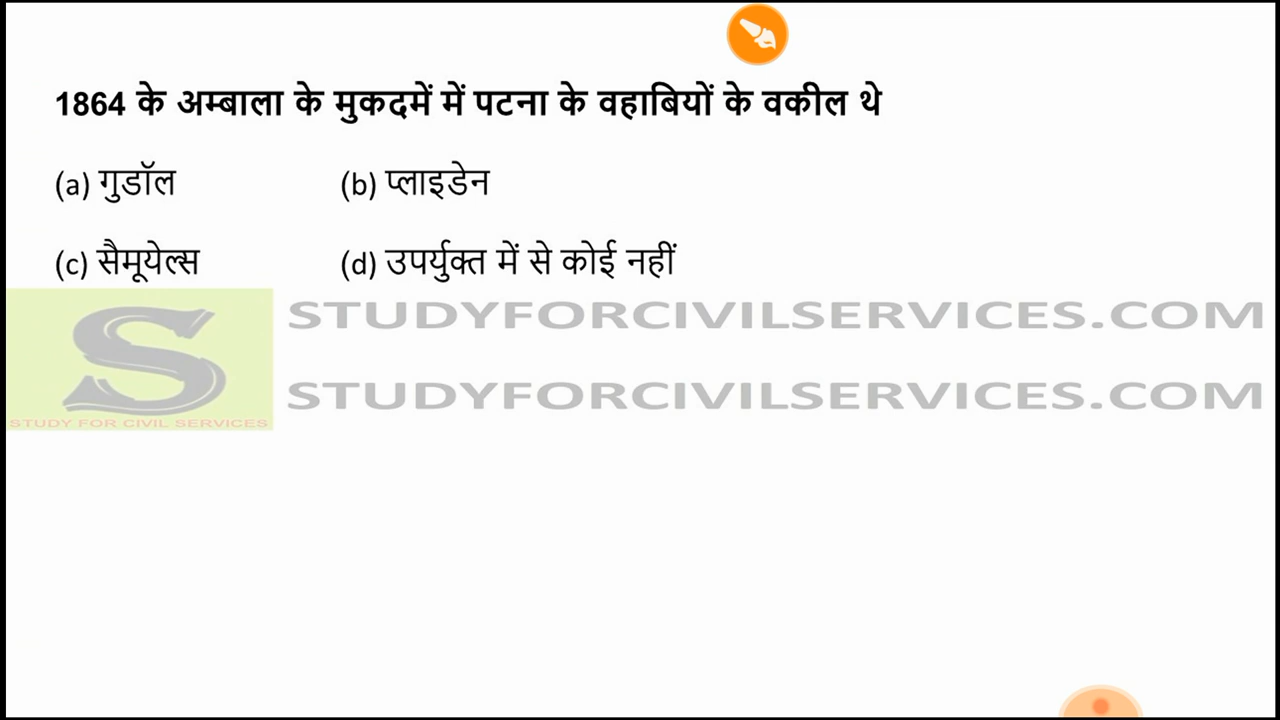 1864 के अम्बाला के मुकदमें में पटना के वहाबियों के वकील थे
(a) गुडॉल (b) प्लाइडेन
(c) सैमूयेल्स (d) उपर्युक्त में से कोई नहीं
STUDYFORCIVILSERVICES.COM
STUDYFORCIVILSERVICES.COM
S
STUDY FOR CIVIL SERVICES